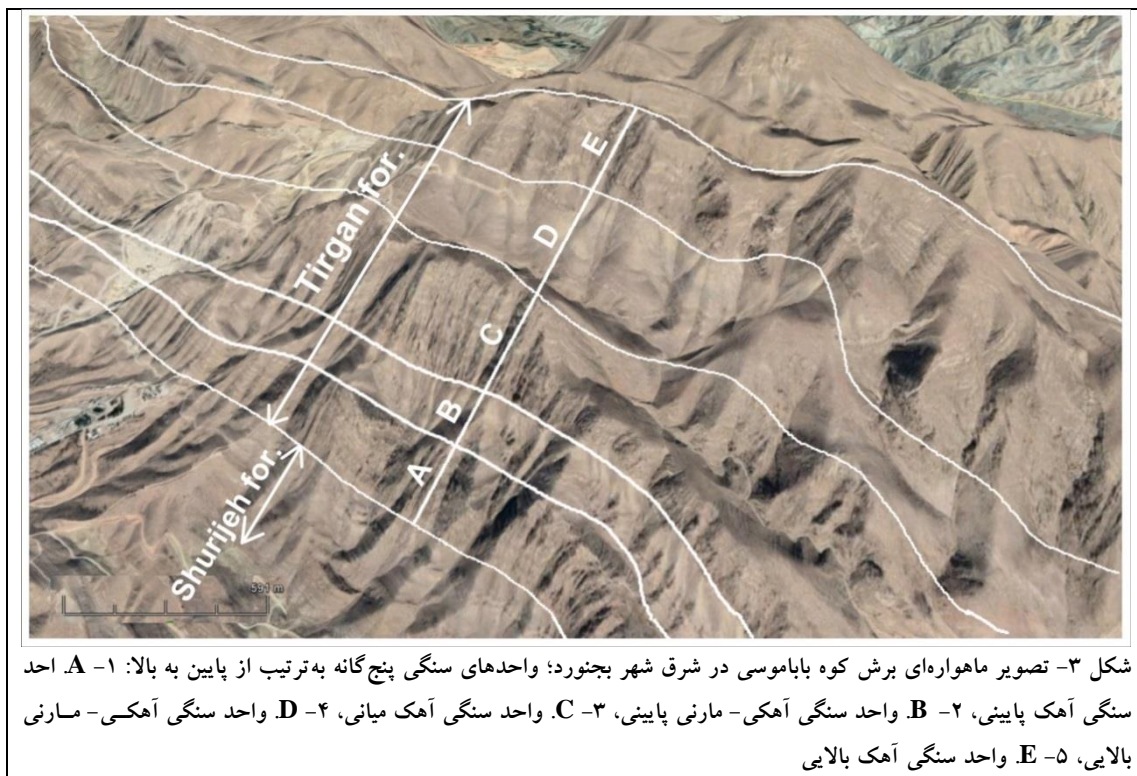 E
Tirgan for.
D
C
B
A
Shurijeh for.
591 m
شکل ۳- تصویر ماهواره‌ای برش کوه باباموسی در شرق شهر بجنورد؛ واحدهای سنگی پنج‌گانه به‌ترتیب از پایین به بالا: ۱- A. احد
سنگی آهک پایینی، ۲- B. واحد سنگی آهکی- مارنی پایینی، ۳- C. واحد سنگی آهک میانی، ۴- D. واحد سنگی آهکـی- مـارنی
بالایی، ۵- E. واحد سنگی آهک بالایی